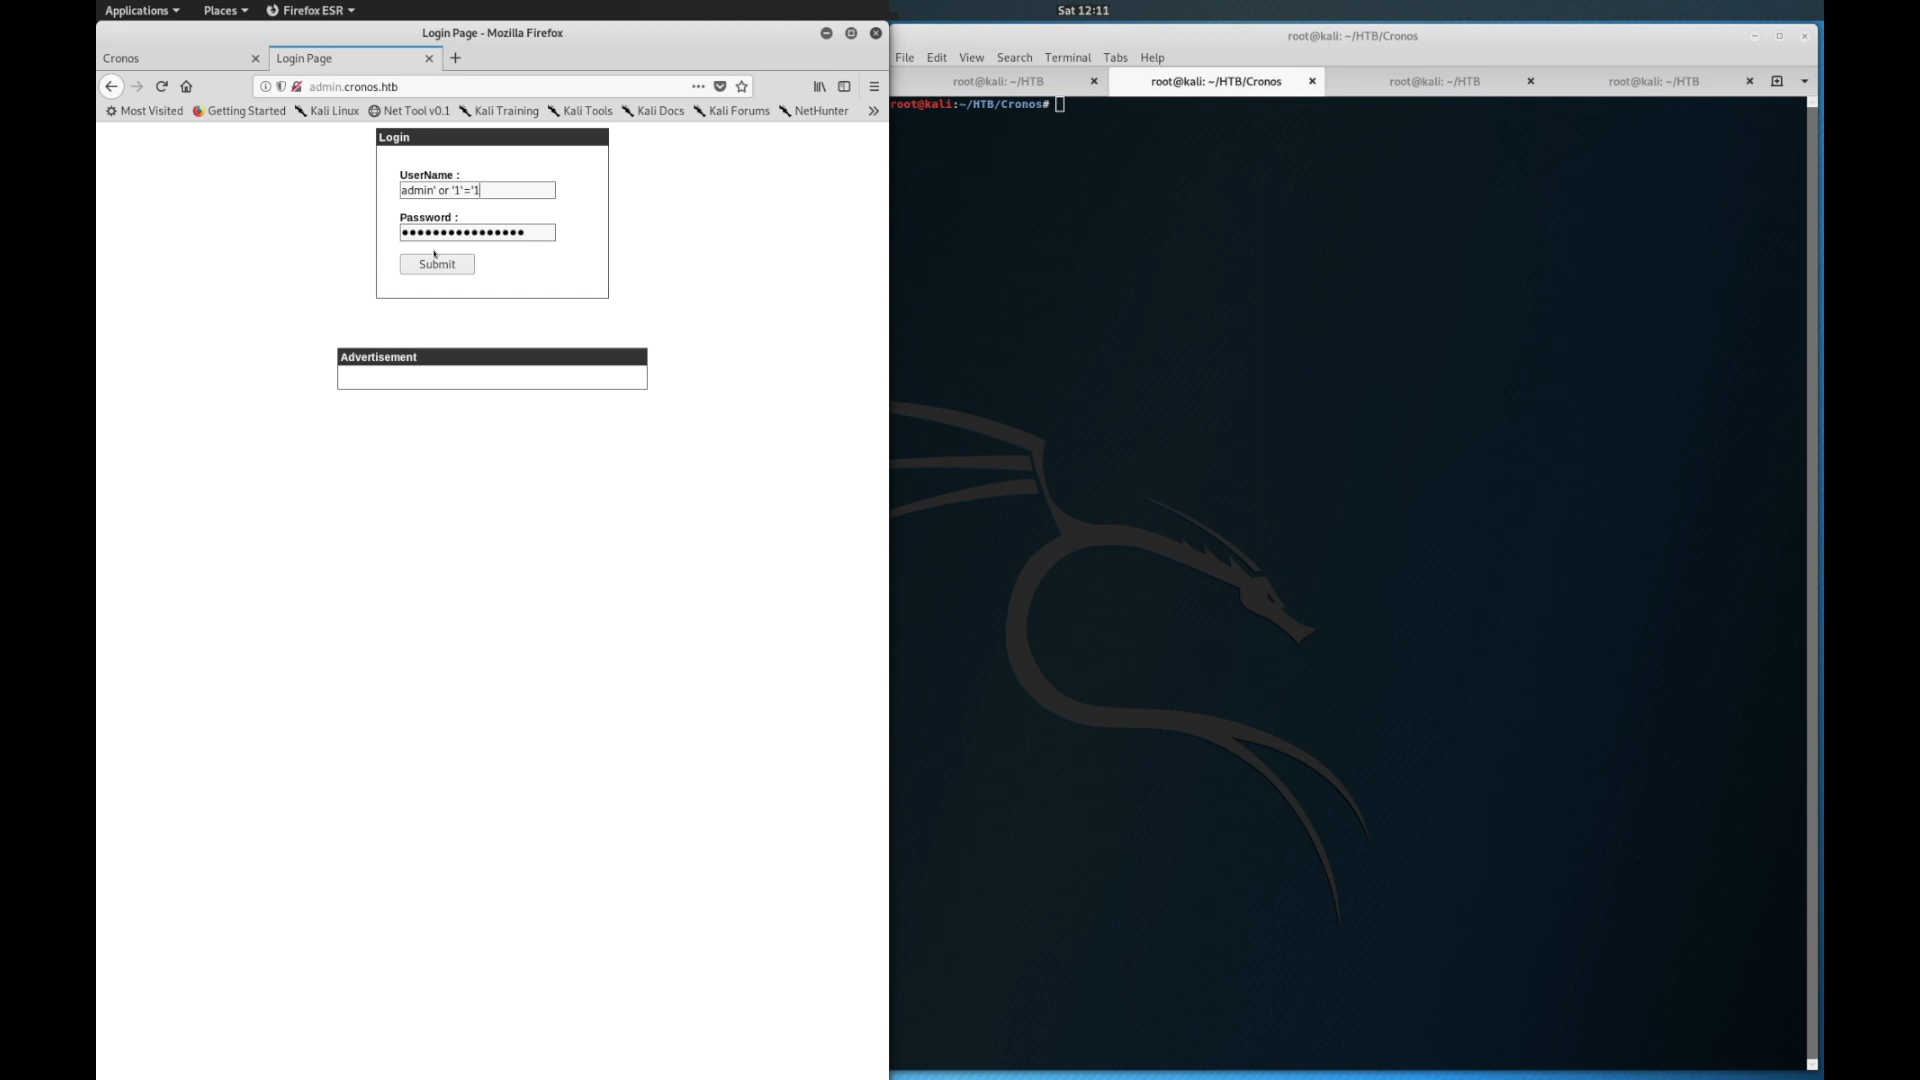 Applications Places Firefox ESR Sat 12:11
Login Page - Mozilla Firefox
Cronos Login Page
admin.cronos.htb
Most Visited Getting Started Kali Linux Net Tool v0.1 Kali Training Kali Tools Kali Docs Kali Forums NetHunter
Login
UserName :
admin' or '1'='1
Password :
Submit
Advertisement
root@kali: ~/HTB/Cronos
File Edit View Search Terminal Tabs Help
root@kali: ~/HTB root@kali: ~/HTB/Cronos root@kali: ~/HTB root@kali: ~/HTB
root@kali:~/HTB/Cronos#